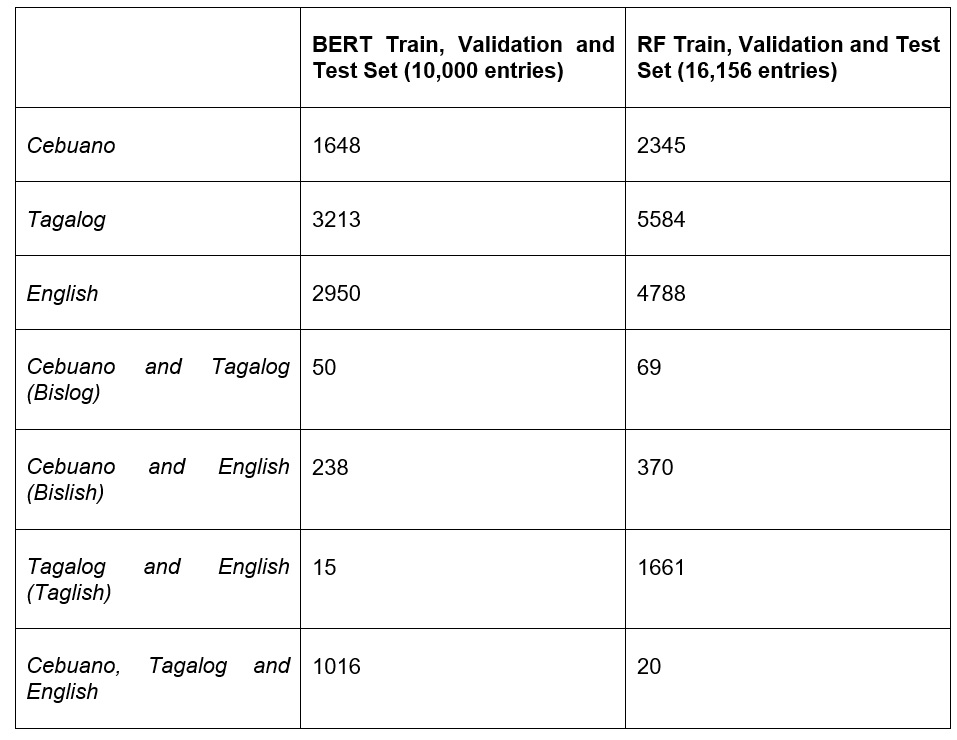 BERT Train, Validation and
Test Set (10,000 entries)
RF Train, Validation and Test
Set (16,156 entries)
Cebuano
1648
2345
Tagalog
3213
5584
English
2950
4788
Cebuano and Tagalog
(Bislog)
50
69
Cebuano and English
(Bislish)
238
370
Tagalog and English
(Taglish)
15
1661
Cebuano, Tagalog and
English
1016
20